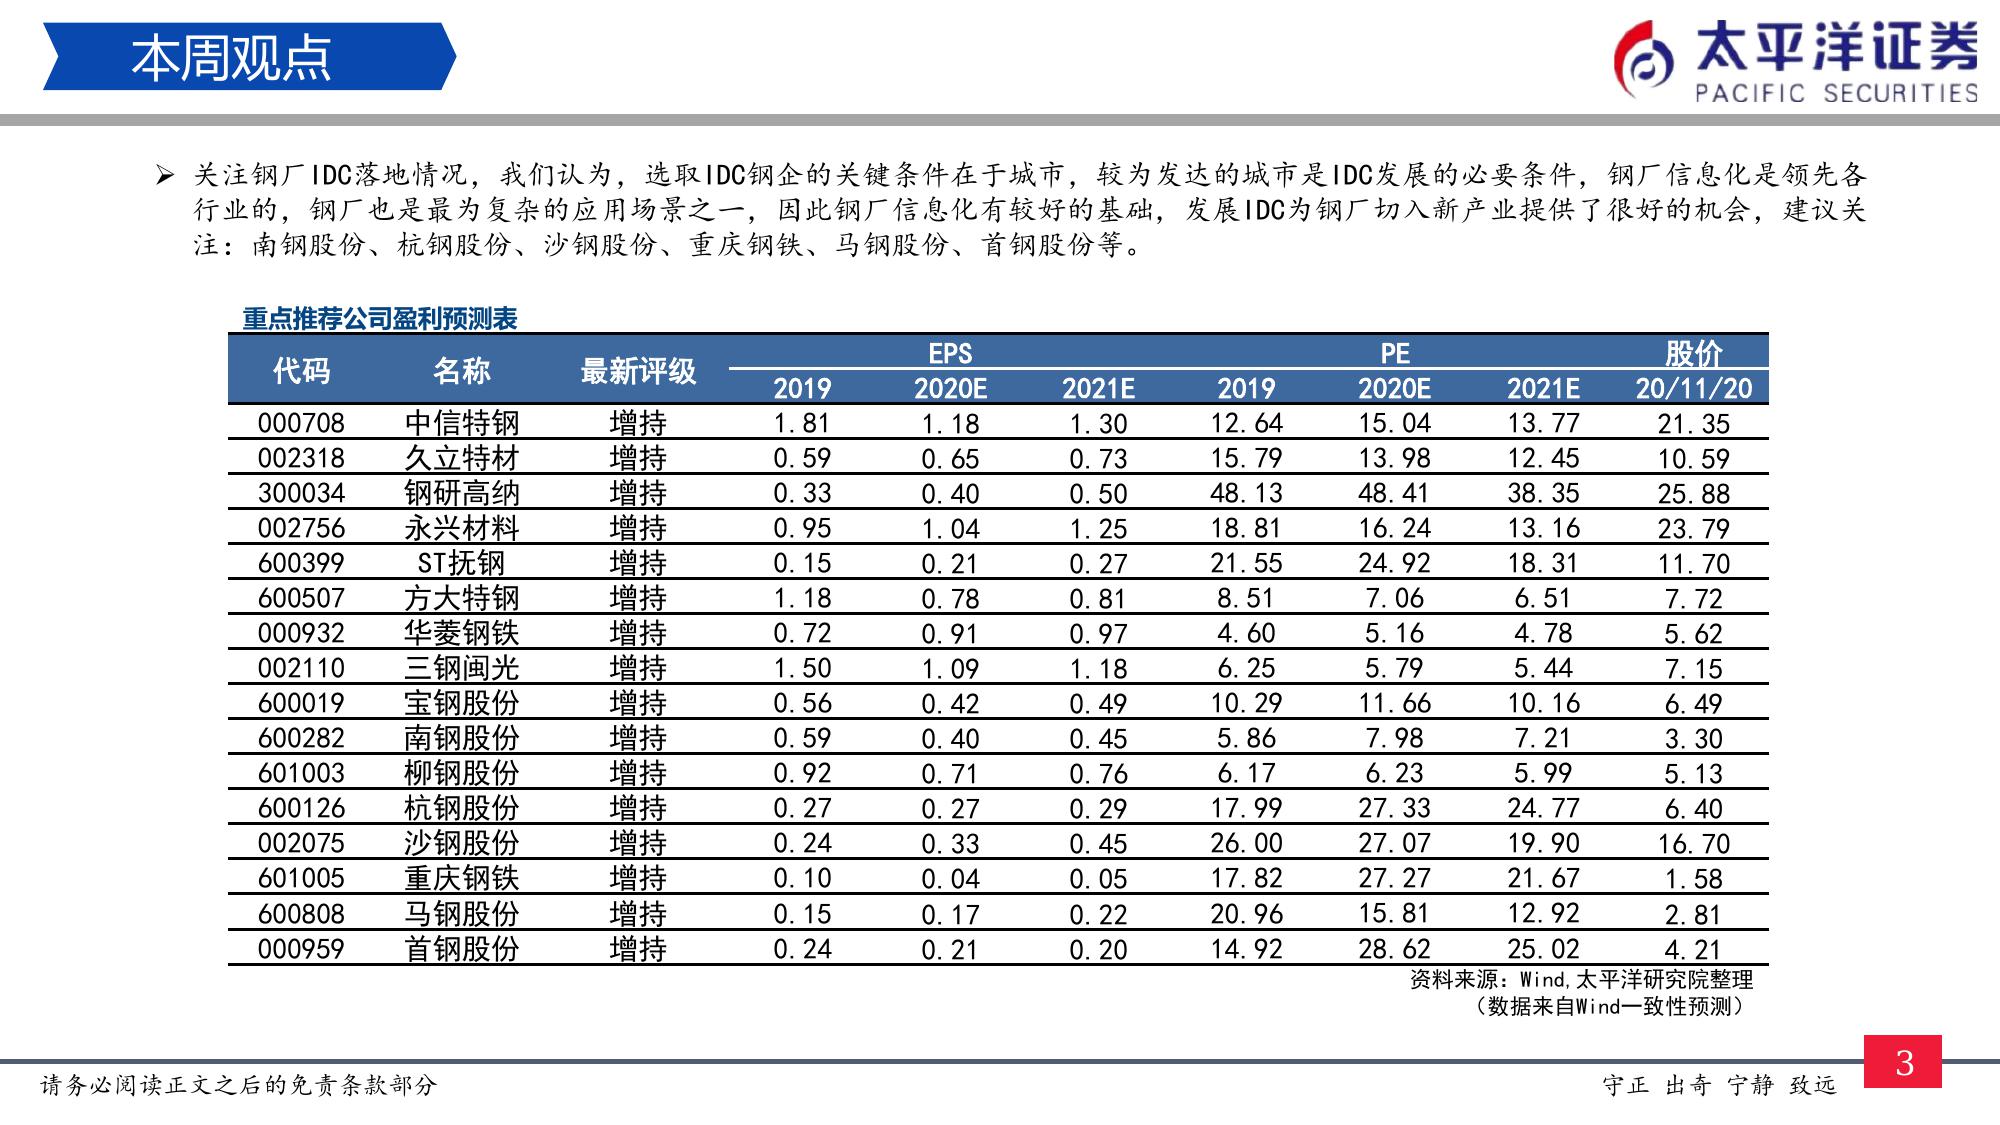 本周观点
太平洋证券
PACIFIC SECURITIES
➢ 关注钢厂IDC落地情况，我们认为，选取IDC钢企的关键条件在于城市，较为发达的城市是IDC发展的必要条件，钢厂信息化是领先各
行业的，钢厂也是最为复杂的应用场景之一，因此钢厂信息化有较好的基础，发展IDC为钢厂切入新产业提供了很好的机会，建议关
注：南钢股份、杭钢股份、沙钢股份、重庆钢铁、马钢股份、首钢股份等。
重点推荐公司盈利预测表
代码 名称 最新评级 EPS PE 股价
2019 2020E 2021E 2019 2020E 2021E 20/11/20
000708 中信特钢 增持 1.81 1.18 1.30 12.64 15.04 13.77 21.35
002318 久立特材 增持 0.59 0.65 0.73 15.79 13.98 12.45 10.59
300034 钢研高纳 增持 0.33 0.40 0.50 48.13 48.41 38.35 25.88
002756 永兴材料 增持 0.95 1.04 1.25 18.81 16.24 13.16 23.79
600399 ST抚钢 增持 0.15 0.21 0.27 21.55 24.92 18.31 11.70
600507 方大特钢 增持 1.18 0.78 0.81 8.51 7.06 6.51 7.72
000932 华菱钢铁 增持 0.72 0.91 0.97 4.60 5.16 4.78 5.62
002110 三钢闽光 增持 1.50 1.09 1.18 6.25 5.79 5.44 7.15
600019 宝钢股份 增持 0.56 0.42 0.49 10.29 11.66 10.16 6.49
600282 南钢股份 增持 0.59 0.40 0.45 5.86 7.98 7.21 3.30
601003 柳钢股份 增持 0.92 0.71 0.76 6.17 6.23 5.99 5.13
600126 杭钢股份 增持 0.27 0.27 0.29 17.99 27.33 24.77 6.40
002075 沙钢股份 增持 0.24 0.33 0.45 26.00 27.07 19.90 16.70
601005 重庆钢铁 增持 0.10 0.04 0.05 17.82 27.27 21.67 1.58
600808 马钢股份 增持 0.15 0.17 0.22 20.96 15.81 12.92 2.81
000959 首钢股份 增持 0.24 0.21 0.20 14.92 28.62 25.02 4.21
资料来源：Wind,太平洋研究院整理
（数据来自Wind一致性预测）
请务必阅读正文之后的免责条款部分
守正 出奇 宁静 致远
3